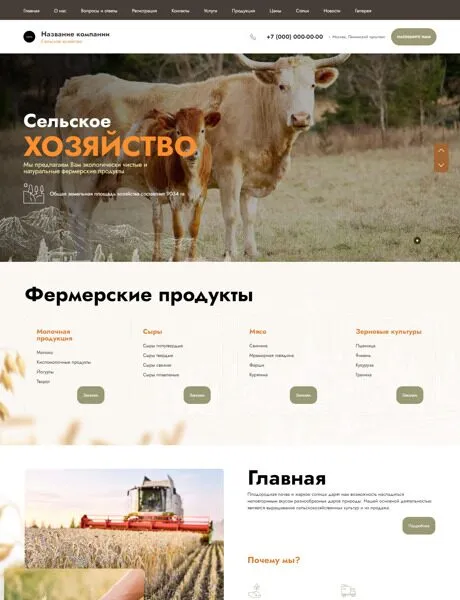 Главная О нас Вопросы и ответы Регистрация Контакты Услуги Продукция Цены Статьи Новости Галерея
Название компании
Сельское хозяйство
+7 (000) 000-00-00
г. Москва, Ленинский проспект
НАПИШИТЕ НАМ
Сельское
ХОЗЯЙСТВО
Мы предлагаем Вам экологически чистые и
натуральные фермерские продукты
Общая земельная площадь хозяйства составляет 9034 га
Фермерские продукты
Молочная
продукция
Молоко
Кисломолочные продукты
Йогурты
Творог
Заказать
Сыры
Сыры полутвердые
Сыры твердые
Сыры свежие
Сыры плавленые
Заказать
Мясо
Свинина
Мраморная говядина
Фарши
Курятина
Заказать
Зерновые культуры
Пшеница
Ячмень
Кукуруза
Гречиха
Заказать
Главная
Плодородная почва и жаркое солнце дарят нам возможность насладиться
неповторимым вкусом разнообразных даров природы. Нашей основной деятельностью
является выращивание сельскохозяйственных культур и их продажа.
Подробнее
Почему мы?